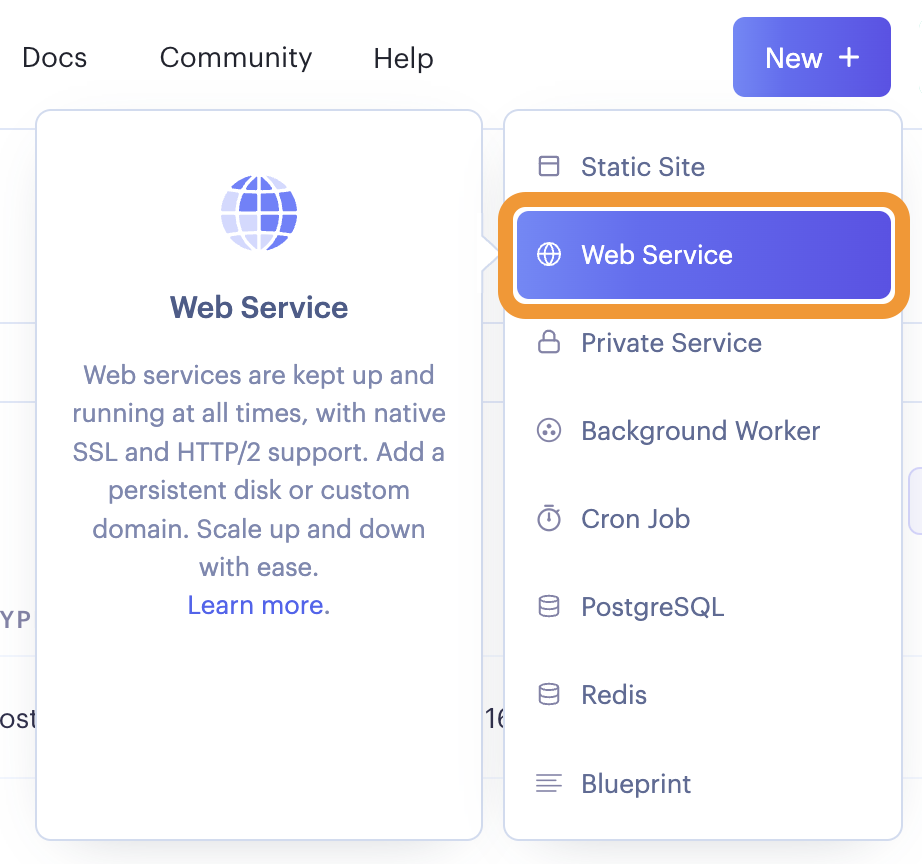 Docs
Community
Help
New +
Web Service
Web services are kept up and
running at all times, with native
SSL and HTTP/2 support. Add a
persistent disk or custom
domain. Scale up and down
with ease.
Learn more.
Static Site
Web Service
Private Service
Background Worker
Cron Job
PostgreSQL
Redis
Blueprint
YP
ost